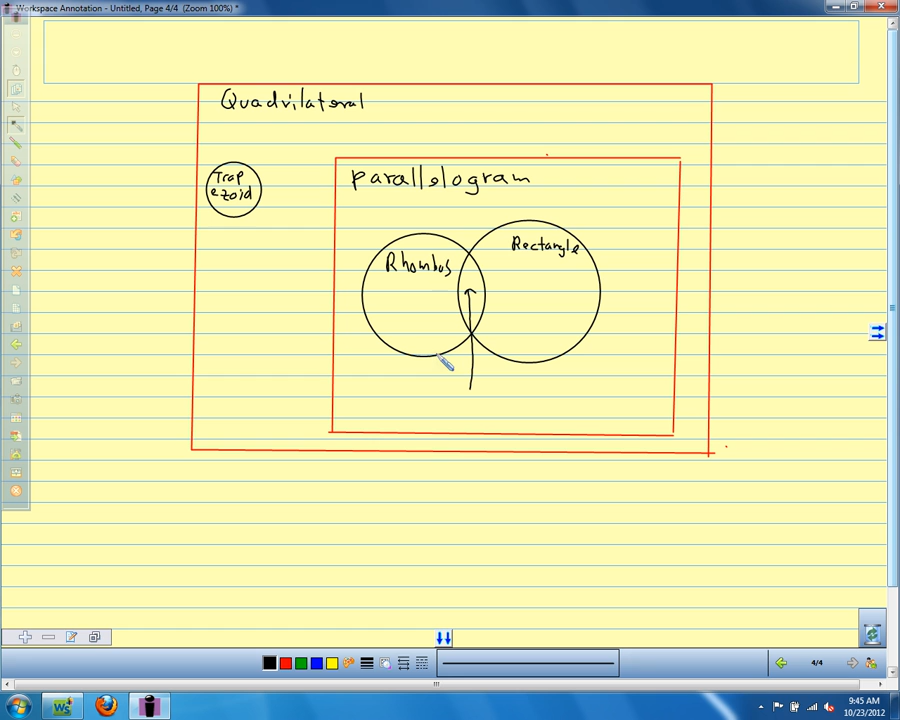 Workspace Annotation - Untitled, Page 4/4 (Zoom 100%) *
Quadrilateral
Trap
ezoid
Parallelogram
Rhombus
Rectangle
4/4
9:45 AM
10/23/2012